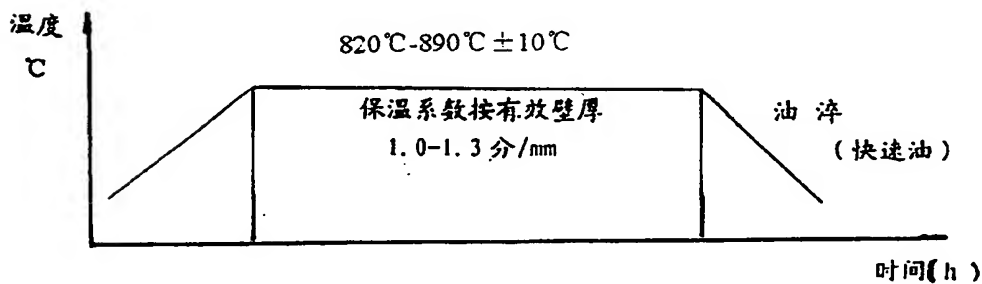 温度
℃
820℃-890℃±10℃
保温系数按有效壁厚
1.0-1.3分/mm
油淬
(快速油)
时间(h)